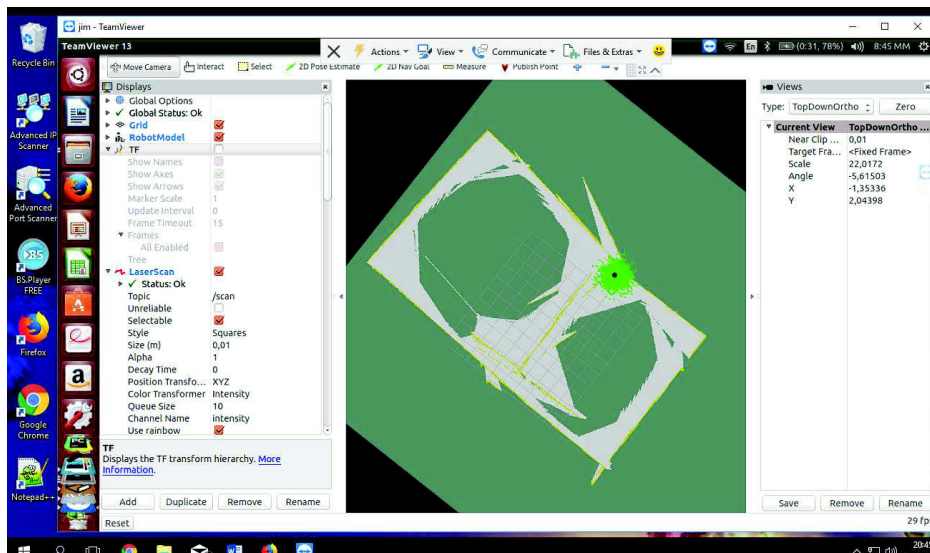 jim - TeamViewer
TeamViewer 13
Actions
View
Communicate
Files & Extras
En
(0:31, 78%)
8:45 MM
Move Camera
Interact
Select
2D Pose Estimate
2D Nav Goal
Measure
Publish Point
Recycle Bin
Advanced IP
Scanner
Advanced
Port Scanner
BS.Player
FREE
Firefox
Google
Chrome
Notepad++
Displays
Global Options
Global Status: Ok
Grid
RobotModel
TF
Show Names
Show Axes
Show Arrows
Marker Scale 1
Update Interval 0
Frame Timeout 15
Frames
All Enabled
Tree
LaserScan
Status: Ok
Topic /scan
Unreliable
Selectable
Style Squares
Size (m) 0,01
Alpha 1
Decay Time 0
Position Transfo... XYZ
Color Transformer Intensity
Queue Size 10
Channel Name intensity
Use rainbow
TF
Displays the TF transform hierarchy. More
Information.
Add Duplicate Remove Rename
Reset
Views
Type: TopDownOrtho Zero
Current View TopDownOrtho ...
Near Clip ... 0,01
Target Fra... <Fixed Frame>
Scale 22,0172
Angle -5,61503
X -1,35336
Y 2,04398
Save Remove Rename
29 fp